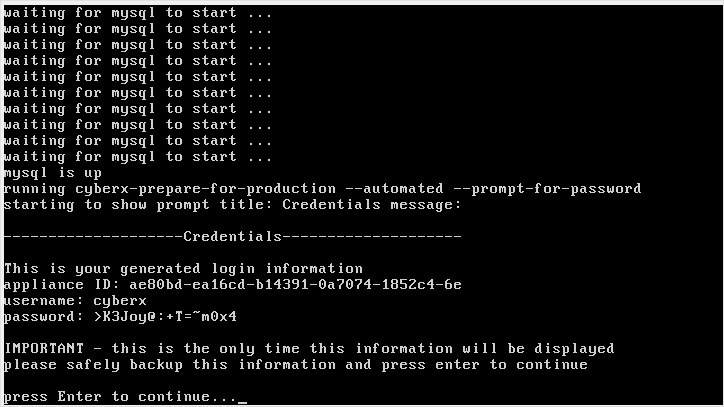 waiting for mysql to start ...
waiting for mysql to start ...
waiting for mysql to start ...
waiting for mysql to start ...
waiting for mysql to start ...
waiting for mysql to start ...
waiting for mysql to start ...
waiting for mysql to start ...
waiting for mysql to start ...
waiting for mysql to start ...
mysql is up
running cyberx-prepare-for-production --automated --prompt-for-password
starting to show prompt title: Credentials message:
--------------------Credentials--------------------
This is your generated login information
appliance ID: ae80bd-ea16cd-b14391-0a7074-1852c4-6e
username: cyberx
password: >K3Joy@:+T=~m0x4
IMPORTANT - this is the only time this information will be displayed
please safely backup this information and press enter to continue
press Enter to continue..._